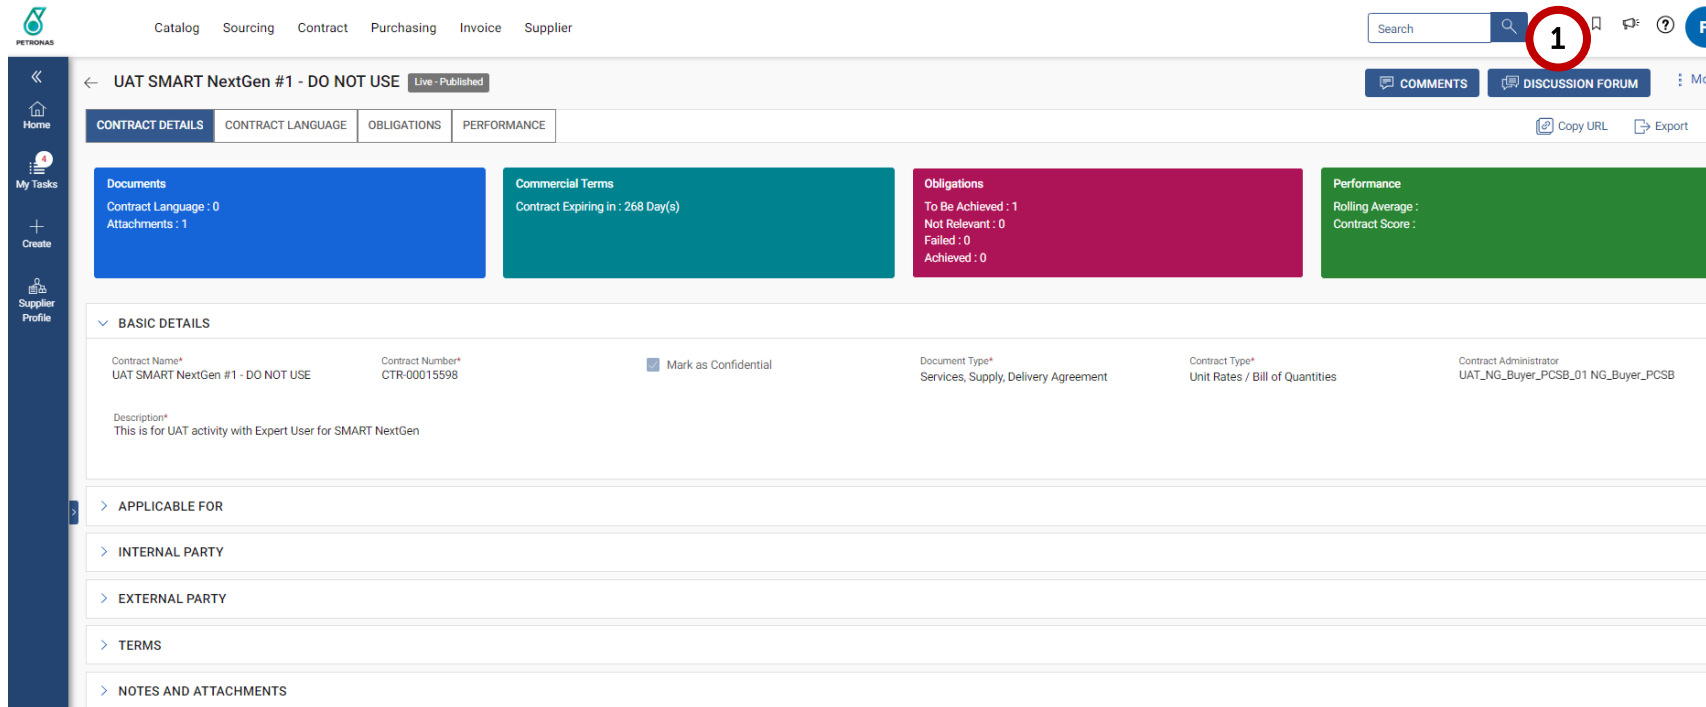 PETRONAS
Catalog Sourcing Contract Purchasing Invoice Supplier
Search
1
UAT SMART NextGen #1 - DO NOT USE Live - Published
COMMENTS DISCUSSION FORUM
Home
CONTRACT DETAILS CONTRACT LANGUAGE OBLIGATIONS PERFORMANCE
Copy URL Export
4
My Tasks
Create
Supplier
Profile
Documents
Contract Language : 0
Attachments : 1
Commercial Terms
Contract Expiring in : 268 Day(s)
Obligations
To Be Achieved : 1
Not Relevant : 0
Failed : 0
Achieved : 0
Performance
Rolling Average :
Contract Score :
BASIC DETAILS
Contract Name*
UAT SMART NextGen #1 - DO NOT USE
Contract Number*
CTR-00015598
Mark as Confidential
Document Type*
Services, Supply, Delivery Agreement
Contract Type*
Unit Rates / Bill of Quantities
Contract Administrator
UAT_NG_Buyer_PCSB_01 NG_Buyer_PCSB
Description*
This is for UAT activity with Expert User for SMART NextGen
APPLICABLE FOR
INTERNAL PARTY
EXTERNAL PARTY
TERMS
NOTES AND ATTACHMENTS